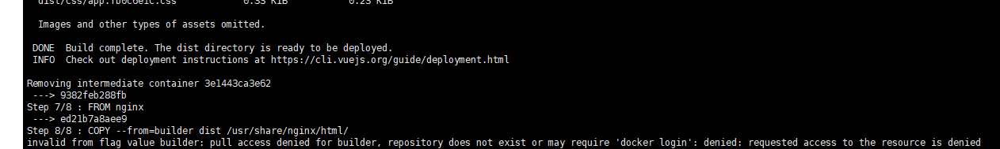 dist/css/app.fb0c6e1c.css 0.33 KiB 0.23 KiB
Images and other types of assets omitted.
DONE Build complete. The dist directory is ready to be deployed.
INFO Check out deployment instructions at https://cli.vuejs.org/guide/deployment.html
Removing intermediate container 3e1443ca3e62
---> 9382feb288fb
Step 7/8 : FROM nginx
---> ed21b7a8aee9
Step 8/8 : COPY --from=builder dist /usr/share/nginx/html/
invalid from flag value builder: pull access denied for builder, repository does not exist or may require 'docker login': denied: requested access to the resource is denied